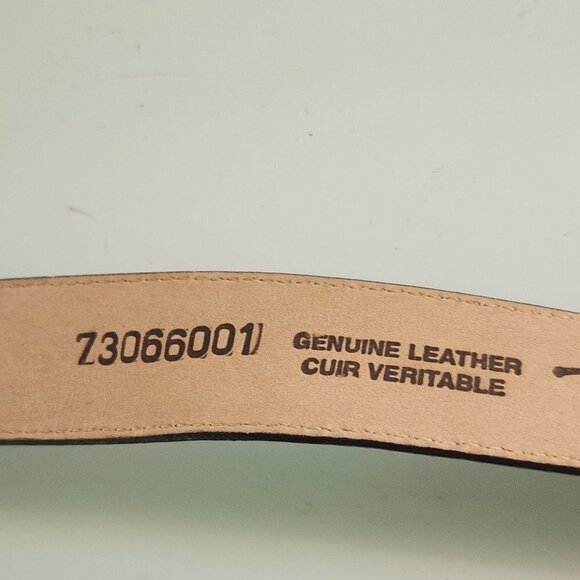 73066001
GENUINE LEATHER
CUIR VERITABLE